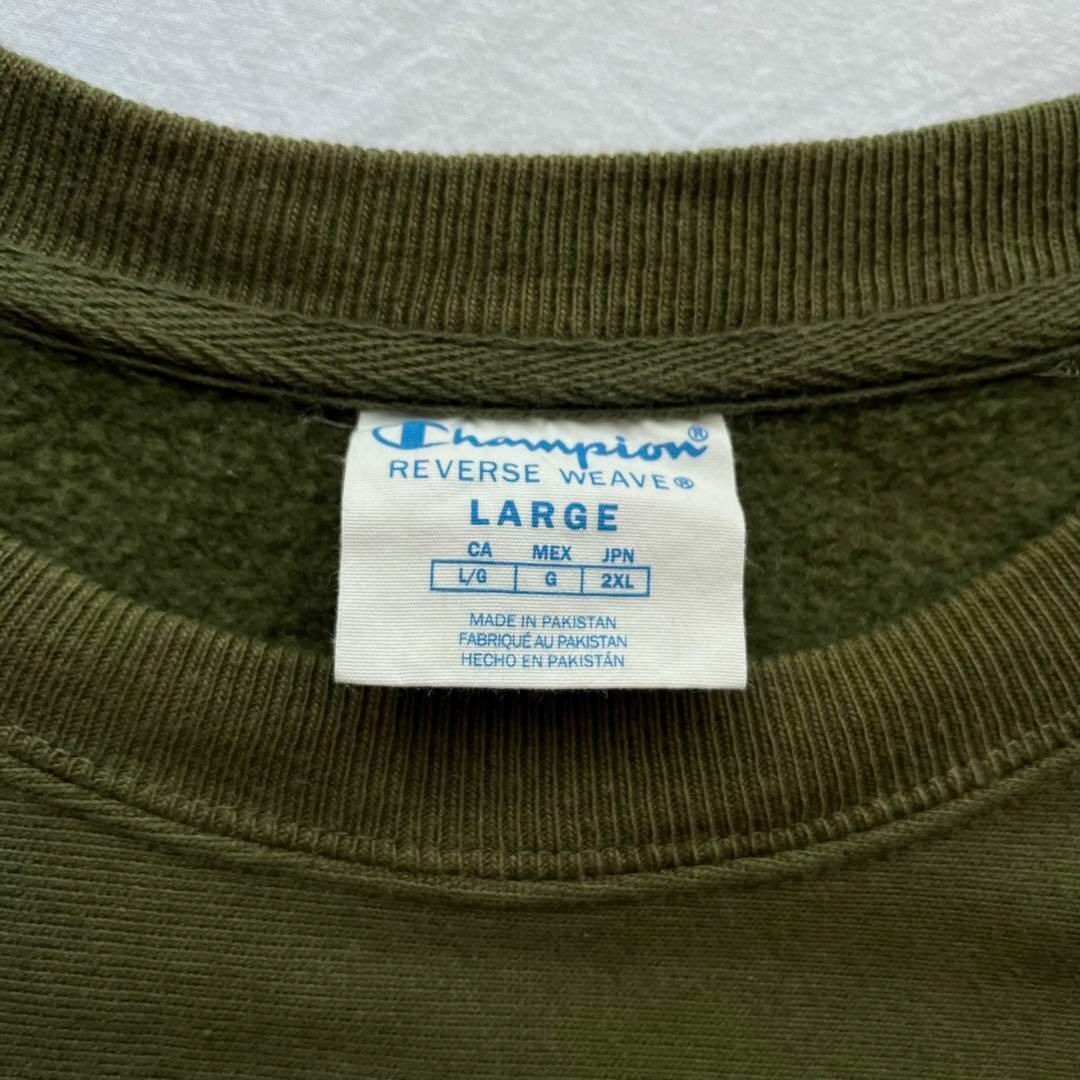 Champion®
REVERSE WEAVE®
LARGE
CA MEX JPN
L/G G 2XL
MADE IN PAKISTAN
FABRIQUÉ AU PAKISTAN
HECHO EN PAKISTÁN